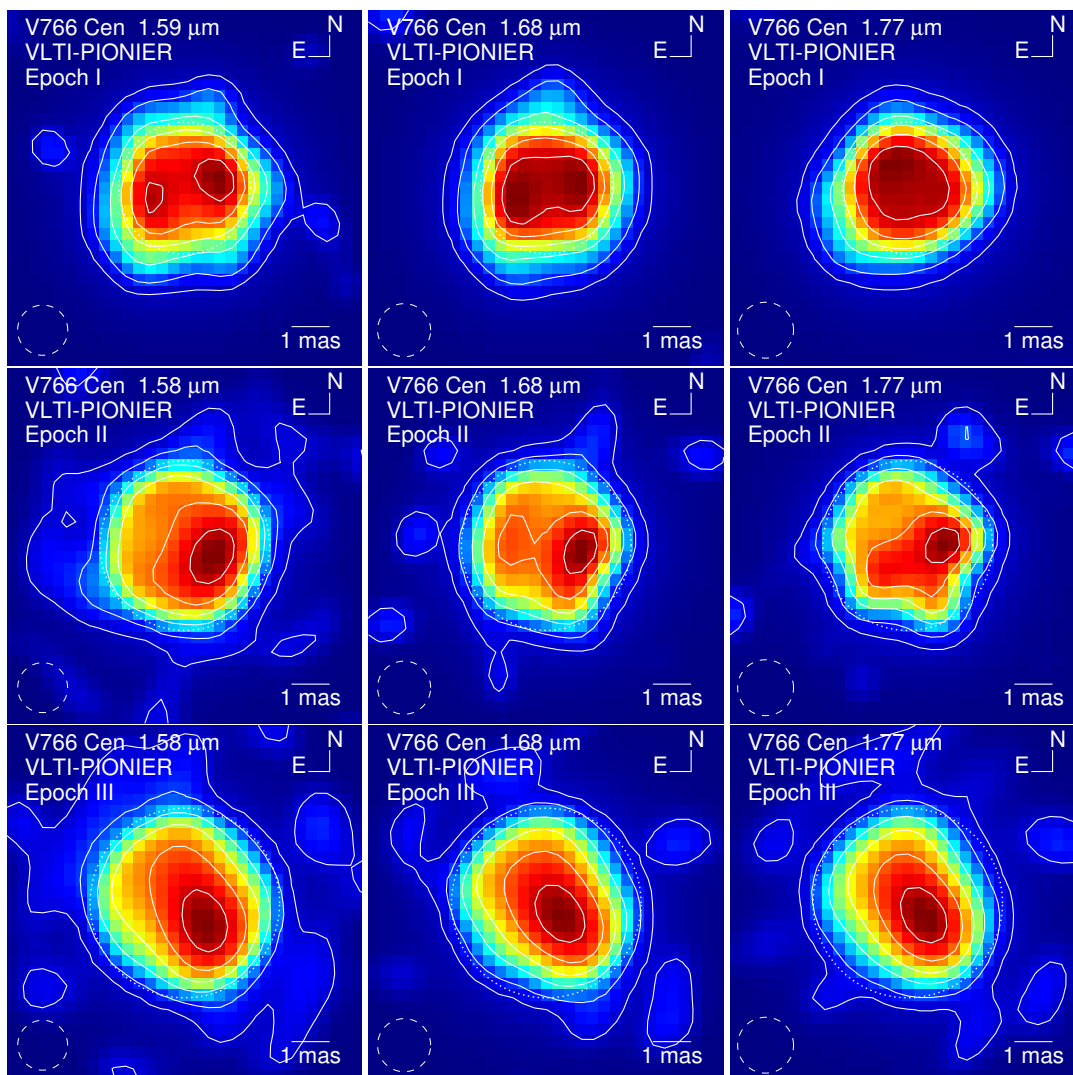 V766 Cen 1.59 μm
N
VLTI-PIONIER
E
Epoch I
1 mas
V766 Cen 1.68 μm
N
VLTI-PIONIER
E
Epoch I
1 mas
V766 Cen 1.77 μm
N
VLTI-PIONIER
E
Epoch I
1 mas
V766 Cen 1.58 μm
N
VLTI-PIONIER
E
Epoch II
1 mas
V766 Cen 1.68 μm
N
VLTI-PIONIER
E
Epoch II
1 mas
V766 Cen 1.77 μm
N
VLTI-PIONIER
E
Epoch II
1 mas
V766 Cen 1.58 μm
N
VLTI-PIONIER
E
Epoch III
1 mas
V766 Cen 1.68 μm
N
VLTI-PIONIER
E
Epoch III
1 mas
V766 Cen 1.77 μm
N
VLTI-PIONIER
E
Epoch III
1 mas